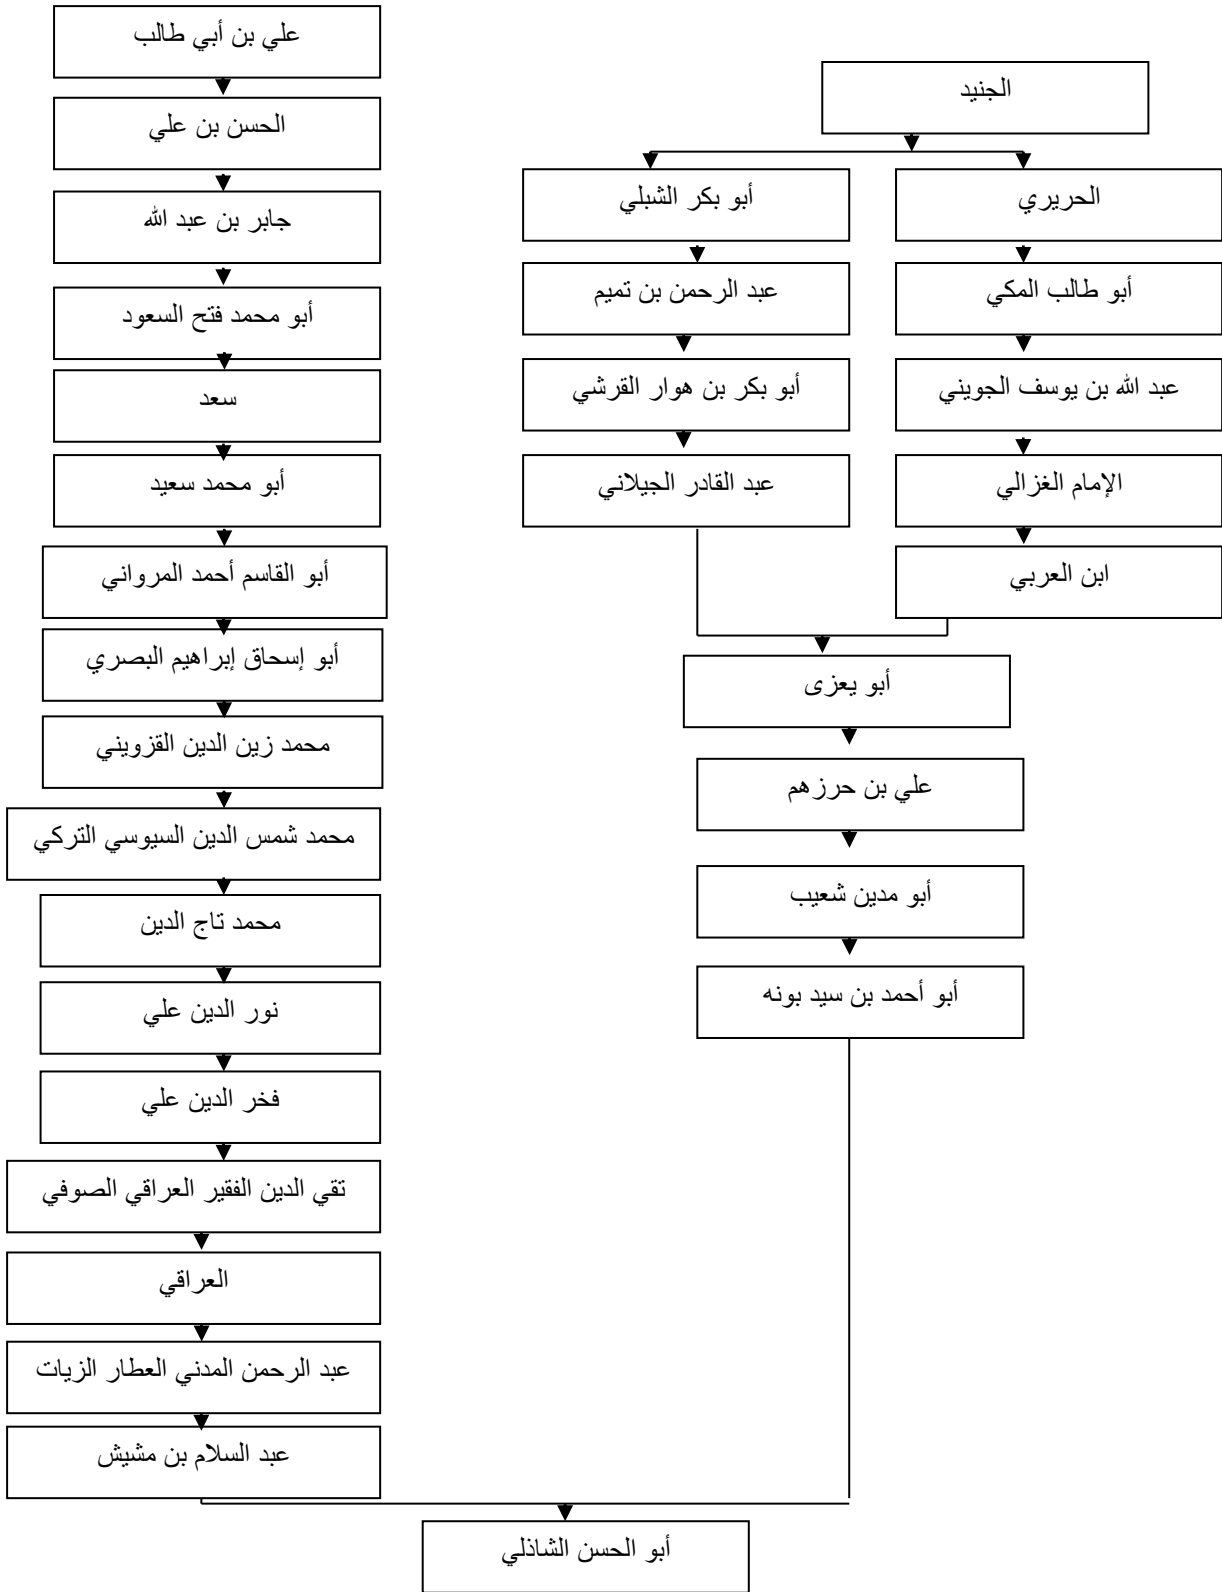 علي بن أبي طالب
الحسن بن علي
جابر بن عبد الله
أبو محمد فتح السعود
سعد
أبو محمد سعيد
أبو القاسم أحمد المرواني
أبو إسحاق إبراهيم البصري
محمد زين الدين القزويني
محمد شمس الدين السيوسي التركي
محمد تاج الدين
نور الدين علي
فخر الدين علي
تقي الدين الفقير العراقي الصوفي
العراقي
عبد الرحمن المدني العطار الزيات
عبد السلام بن مشيش
الجنيد
الحريري
أبو طالب المكي
عبد الله بن يوسف الجويني
الإمام الغزالي
ابن العربي
أبو بكر الشبلي
عبد الرحمن بن تميم
أبو بكر بن هوار القرشي
عبد القادر الجيلاني
أبو يعزى
علي بن حرزهم
أبو مدين شعيب
أبو أحمد بن سيد بونه
أبو الحسن الشاذلي